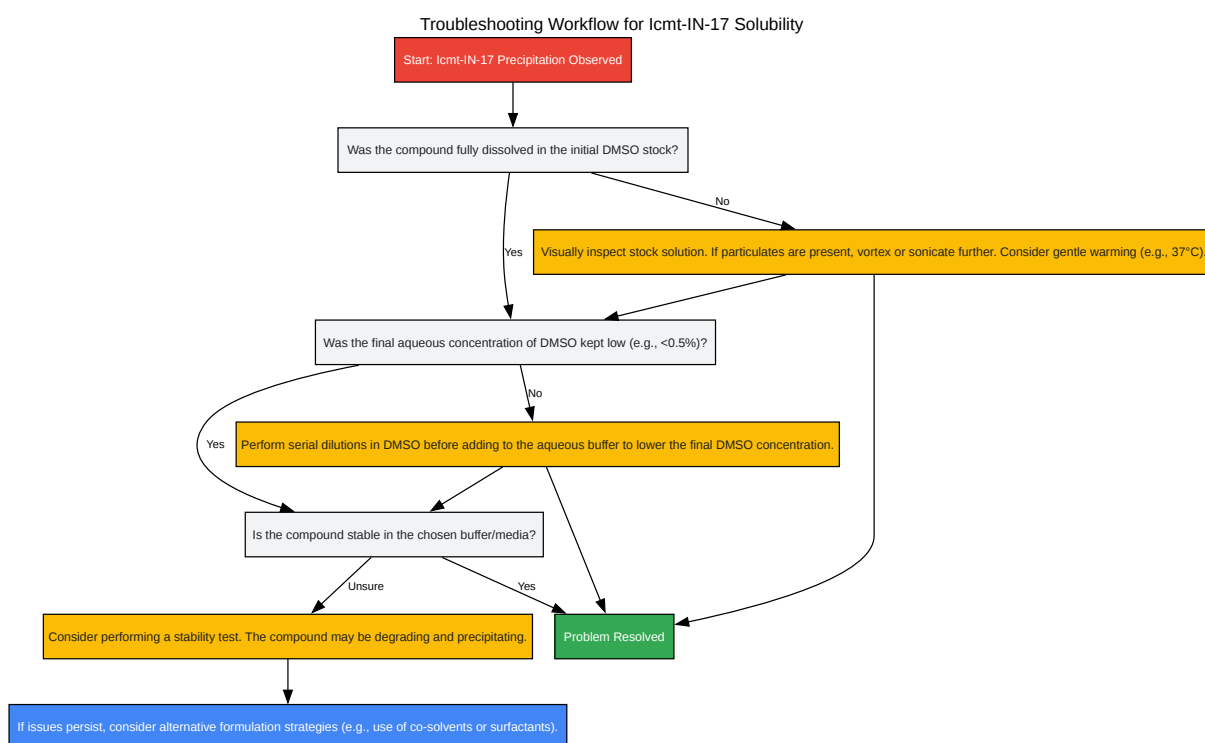 Troubleshooting Workflow for Icmt-IN-17 Solubility
Start: Icmt-IN-17 Precipitation Observed
Was the compound fully dissolved in the initial DMSO stock?
No
Yes
Visually inspect stock solution. If particulates are present, vortex or sonicate further. Consider gentle warming (e.g., 37°C).
Was the final aqueous concentration of DMSO kept low (e.g., <0.5%)?
No
Yes
Perform serial dilutions in DMSO before adding to the aqueous buffer to lower the final DMSO concentration.
Is the compound stable in the chosen buffer/media?
Unsure
Yes
Consider performing a stability test. The compound may be degrading and precipitating.
Problem Resolved
If issues persist, consider alternative formulation strategies (e.g., use of co-solvents or surfactants).